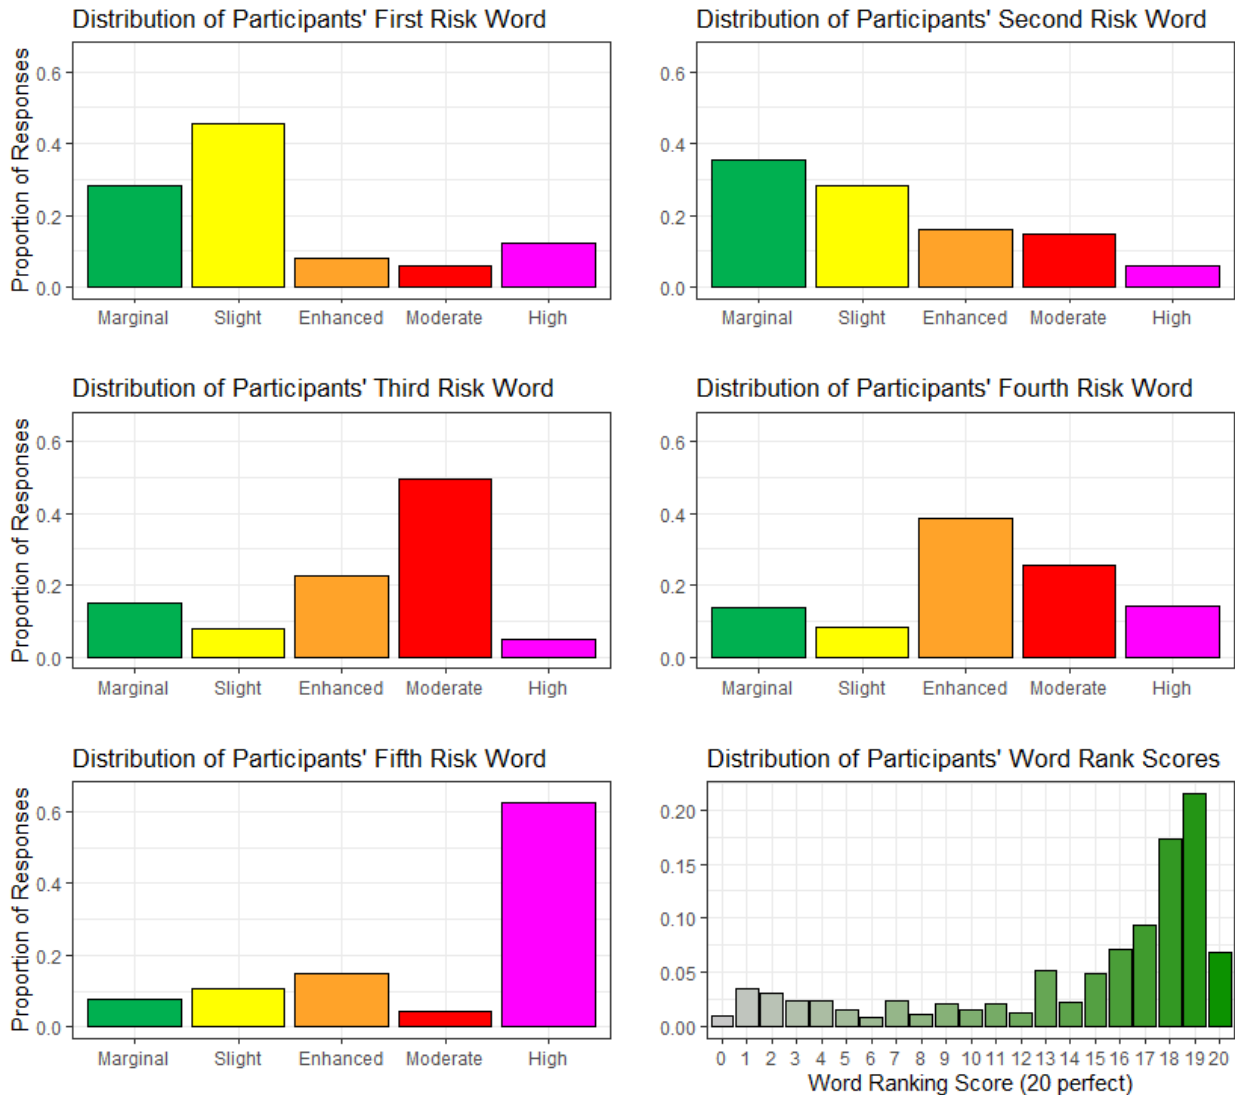 Distribution of Participants' First Risk Word
Proportion of Responses
0.6
0.4
0.2
0.0
Marginal Slight Enhanced Moderate High
Distribution of Participants' Second Risk Word
0.6
0.4
0.2
0.0
Marginal Slight Enhanced Moderate High
Distribution of Participants' Third Risk Word
Proportion of Responses
0.6
0.4
0.2
0.0
Marginal Slight Enhanced Moderate High
Distribution of Participants' Fourth Risk Word
0.6
0.4
0.2
0.0
Marginal Slight Enhanced Moderate High
Distribution of Participants' Fifth Risk Word
Proportion of Responses
0.6
0.4
0.2
0.0
Marginal Slight Enhanced Moderate High
Distribution of Participants' Word Rank Scores
0.20
0.15
0.10
0.05
0.00
0 1 2 3 4 5 6 7 8 9 10 11 12 13 14 15 16 17 18 19 20
Word Ranking Score (20 perfect)